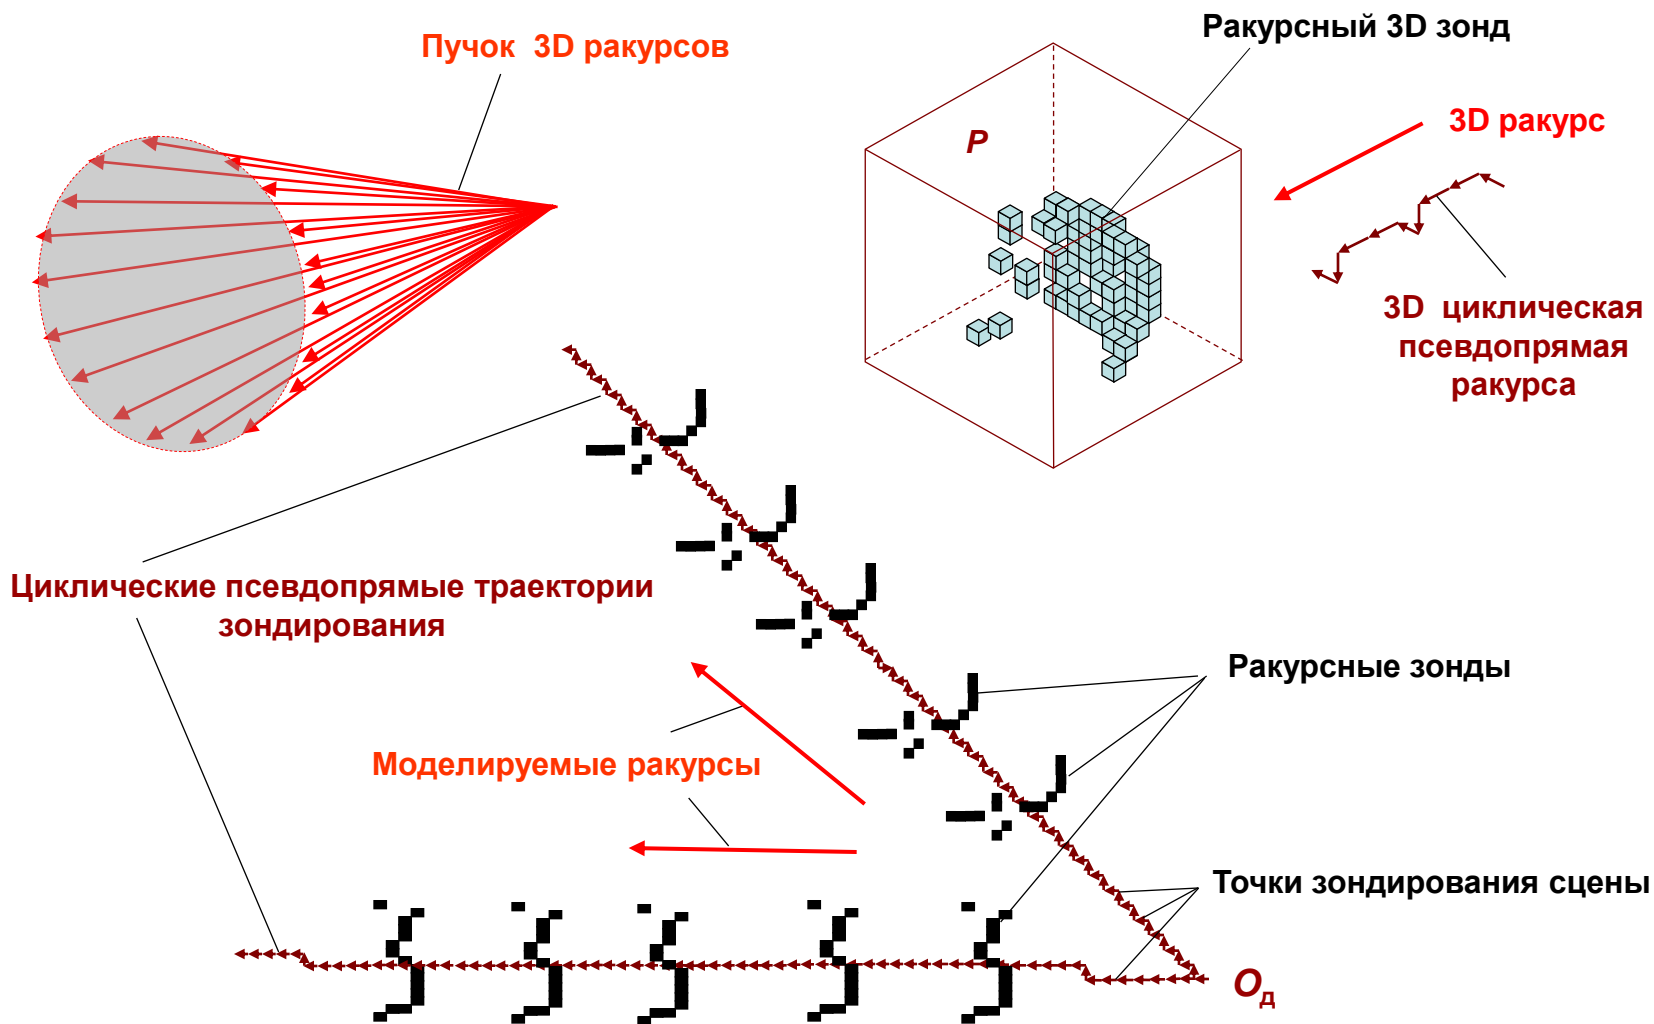 Ракурсный 3D зонд
Пучок 3D ракурсов
3D ракурс
P
3D циклическая
псевдопрямая
ракурса
Циклические псевдопрямые траектории
зондирования
Ракурсные зонды
Моделируемые ракурсы
Точки зондирования сцены
Oд